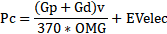 Pc = (Gp + Gd)v / 370 * OMG + EVelec